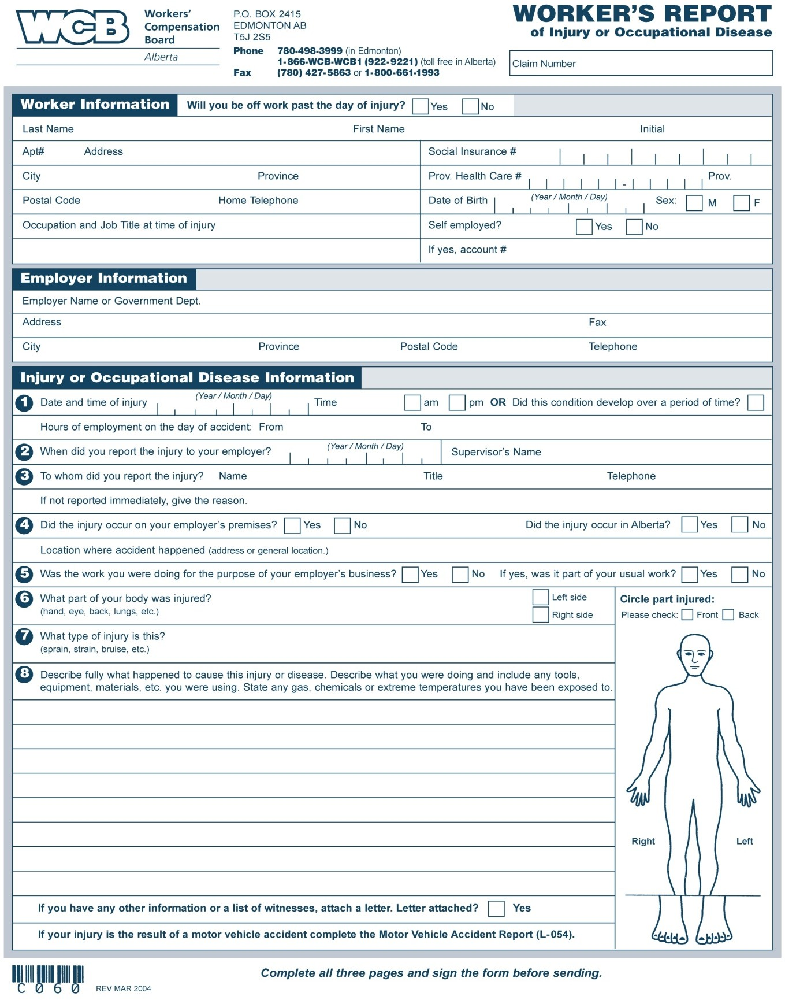 WCB
Workers'
Compensation
Board
Alberta
P.O. BOX 2415
EDMONTON AB
T5J 2S5
Phone 780-498-3999 (in Edmonton)
1-866-WCB-WCB1 (922-9221) (toll free in Alberta)
Fax (780) 427-5863 or 1-800-661-1993
WORKER'S REPORT
of Injury or Occupational Disease
Claim Number
Worker Information Will you be off work past the day of injury? Yes No
Last Name First Name Initial
Apt# Address Social Insurance #
City Province Prov. Health Care # - Prov.
Postal Code Home Telephone Date of Birth (Year / Month / Day) Sex: M F
Occupation and Job Title at time of injury Self employed? Yes No
If yes, account #
Employer Information
Employer Name or Government Dept.
Address Fax
City Province Postal Code Telephone
Injury or Occupational Disease Information
1 Date and time of injury (Year / Month / Day) Time am pm OR Did this condition develop over a period of time?
Hours of employment on the day of accident: From To
2 When did you report the injury to your employer? (Year / Month / Day) Supervisor's Name
3 To whom did you report the injury? Name Title Telephone
If not reported immediately, give the reason.
4 Did the injury occur on your employer's premises? Yes No Did the injury occur in Alberta? Yes No
Location where accident happened (address or general location.)
5 Was the work you were doing for the purpose of your employer's business? Yes No If yes, was it part of your usual work? Yes No
6 What part of your body was injured? Left side
(hand, eye, back, lungs, etc.) Right side
Circle part injured:
Please check: Front Back
7 What type of injury is this?
(sprain, strain, bruise, etc.)
8 Describe fully what happened to cause this injury or disease. Describe what you were doing and include any tools,
equipment, materials, etc. you were using. State any gas, chemicals or extreme temperatures you have been exposed to.
Right Left
If you have any other information or a list of witnesses, attach a letter. Letter attached? Yes
If your injury is the result of a motor vehicle accident complete the Motor Vehicle Accident Report (L-054).
Complete all three pages and sign the form before sending.
C060 REV MAR 2004